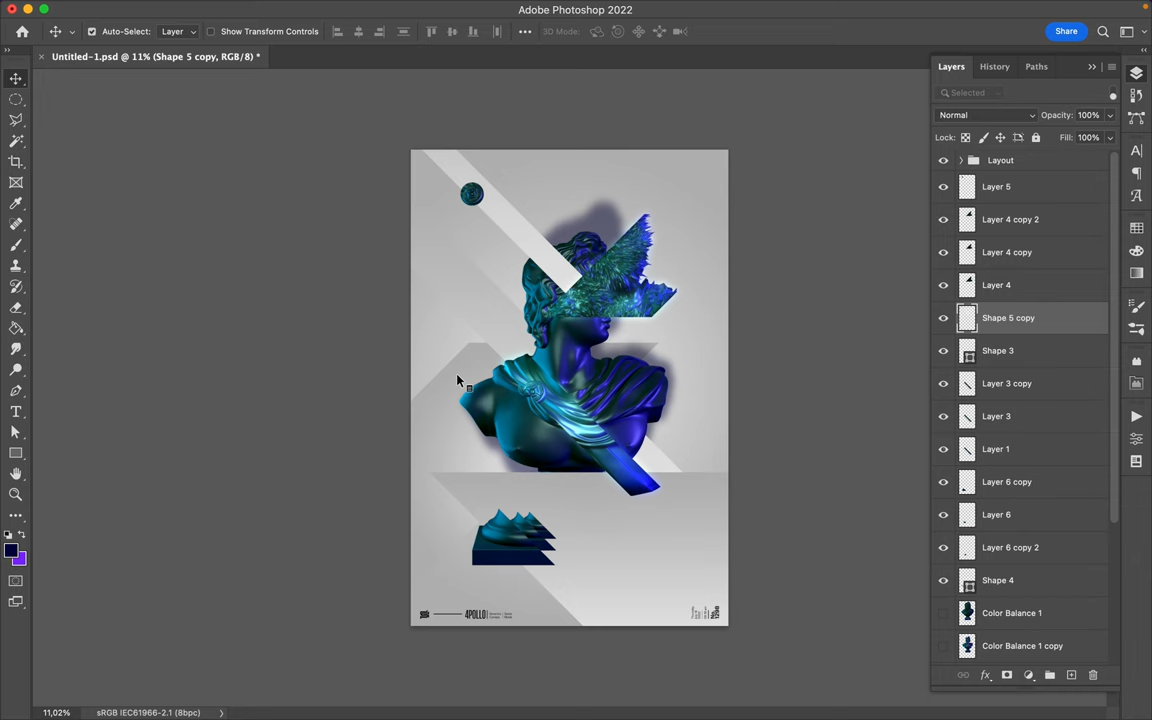 Adobe Photoshop 2022
Auto-Select: Layer Show Transform Controls 3D Mode: Share
Untitled-1.psd @ 11% (Shape 5 copy, RGB/8) *
Layers History Paths
Selected
Normal Opacity: 100%
Lock: Fill: 100%
Layout
Layer 5
Layer 4 copy 2
Layer 4 copy
Layer 4
Shape 5 copy
Shape 3
Layer 3 copy
Layer 3
Layer 1
Layer 6 copy
Layer 6
Layer 6 copy 2
Shape 4
Color Balance 1
Color Balance 1 copy
4POLLO
11,02% sRGB IEC61966-2.1 (8bpc)